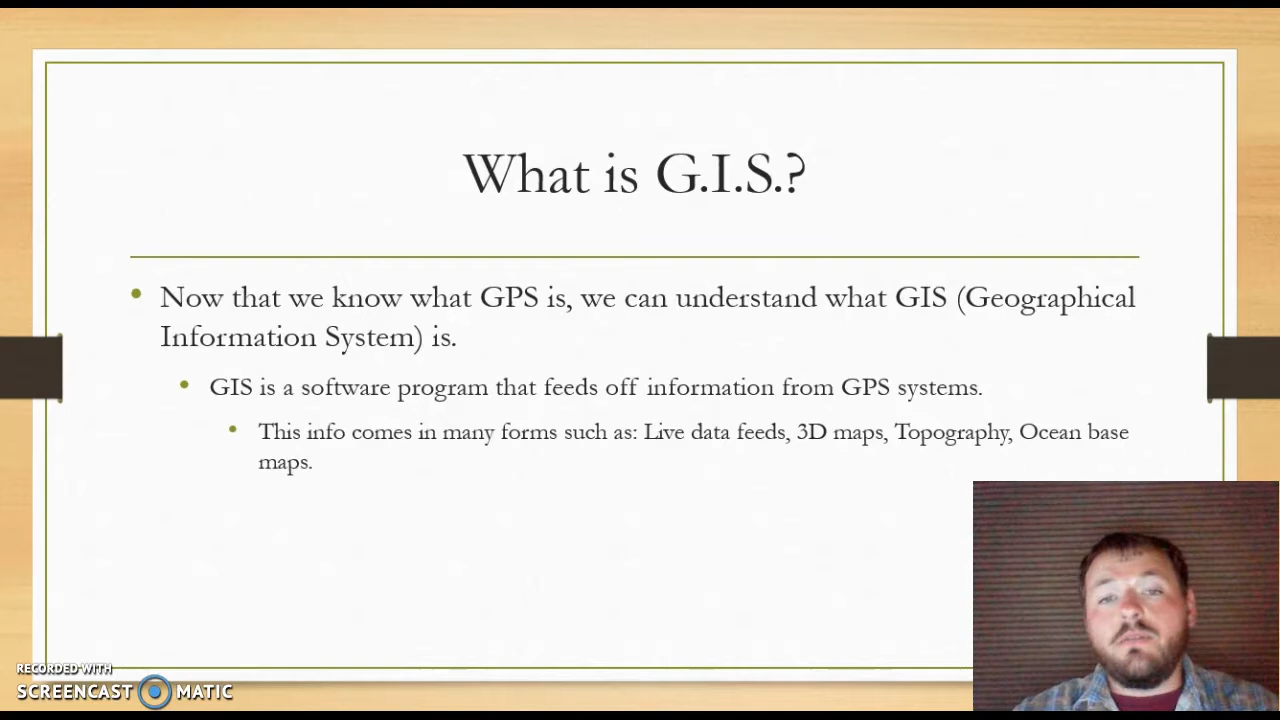 What is G.I.S.?
• Now that we know what GPS is, we can understand what GIS (Geographical
Information System) is.
• GIS is a software program that feeds off information from GPS systems.
• This info comes in many forms such as: Live data feeds, 3D maps, Topography, Ocean base
maps.
RECORDED WITH
SCREENCAST MATIC